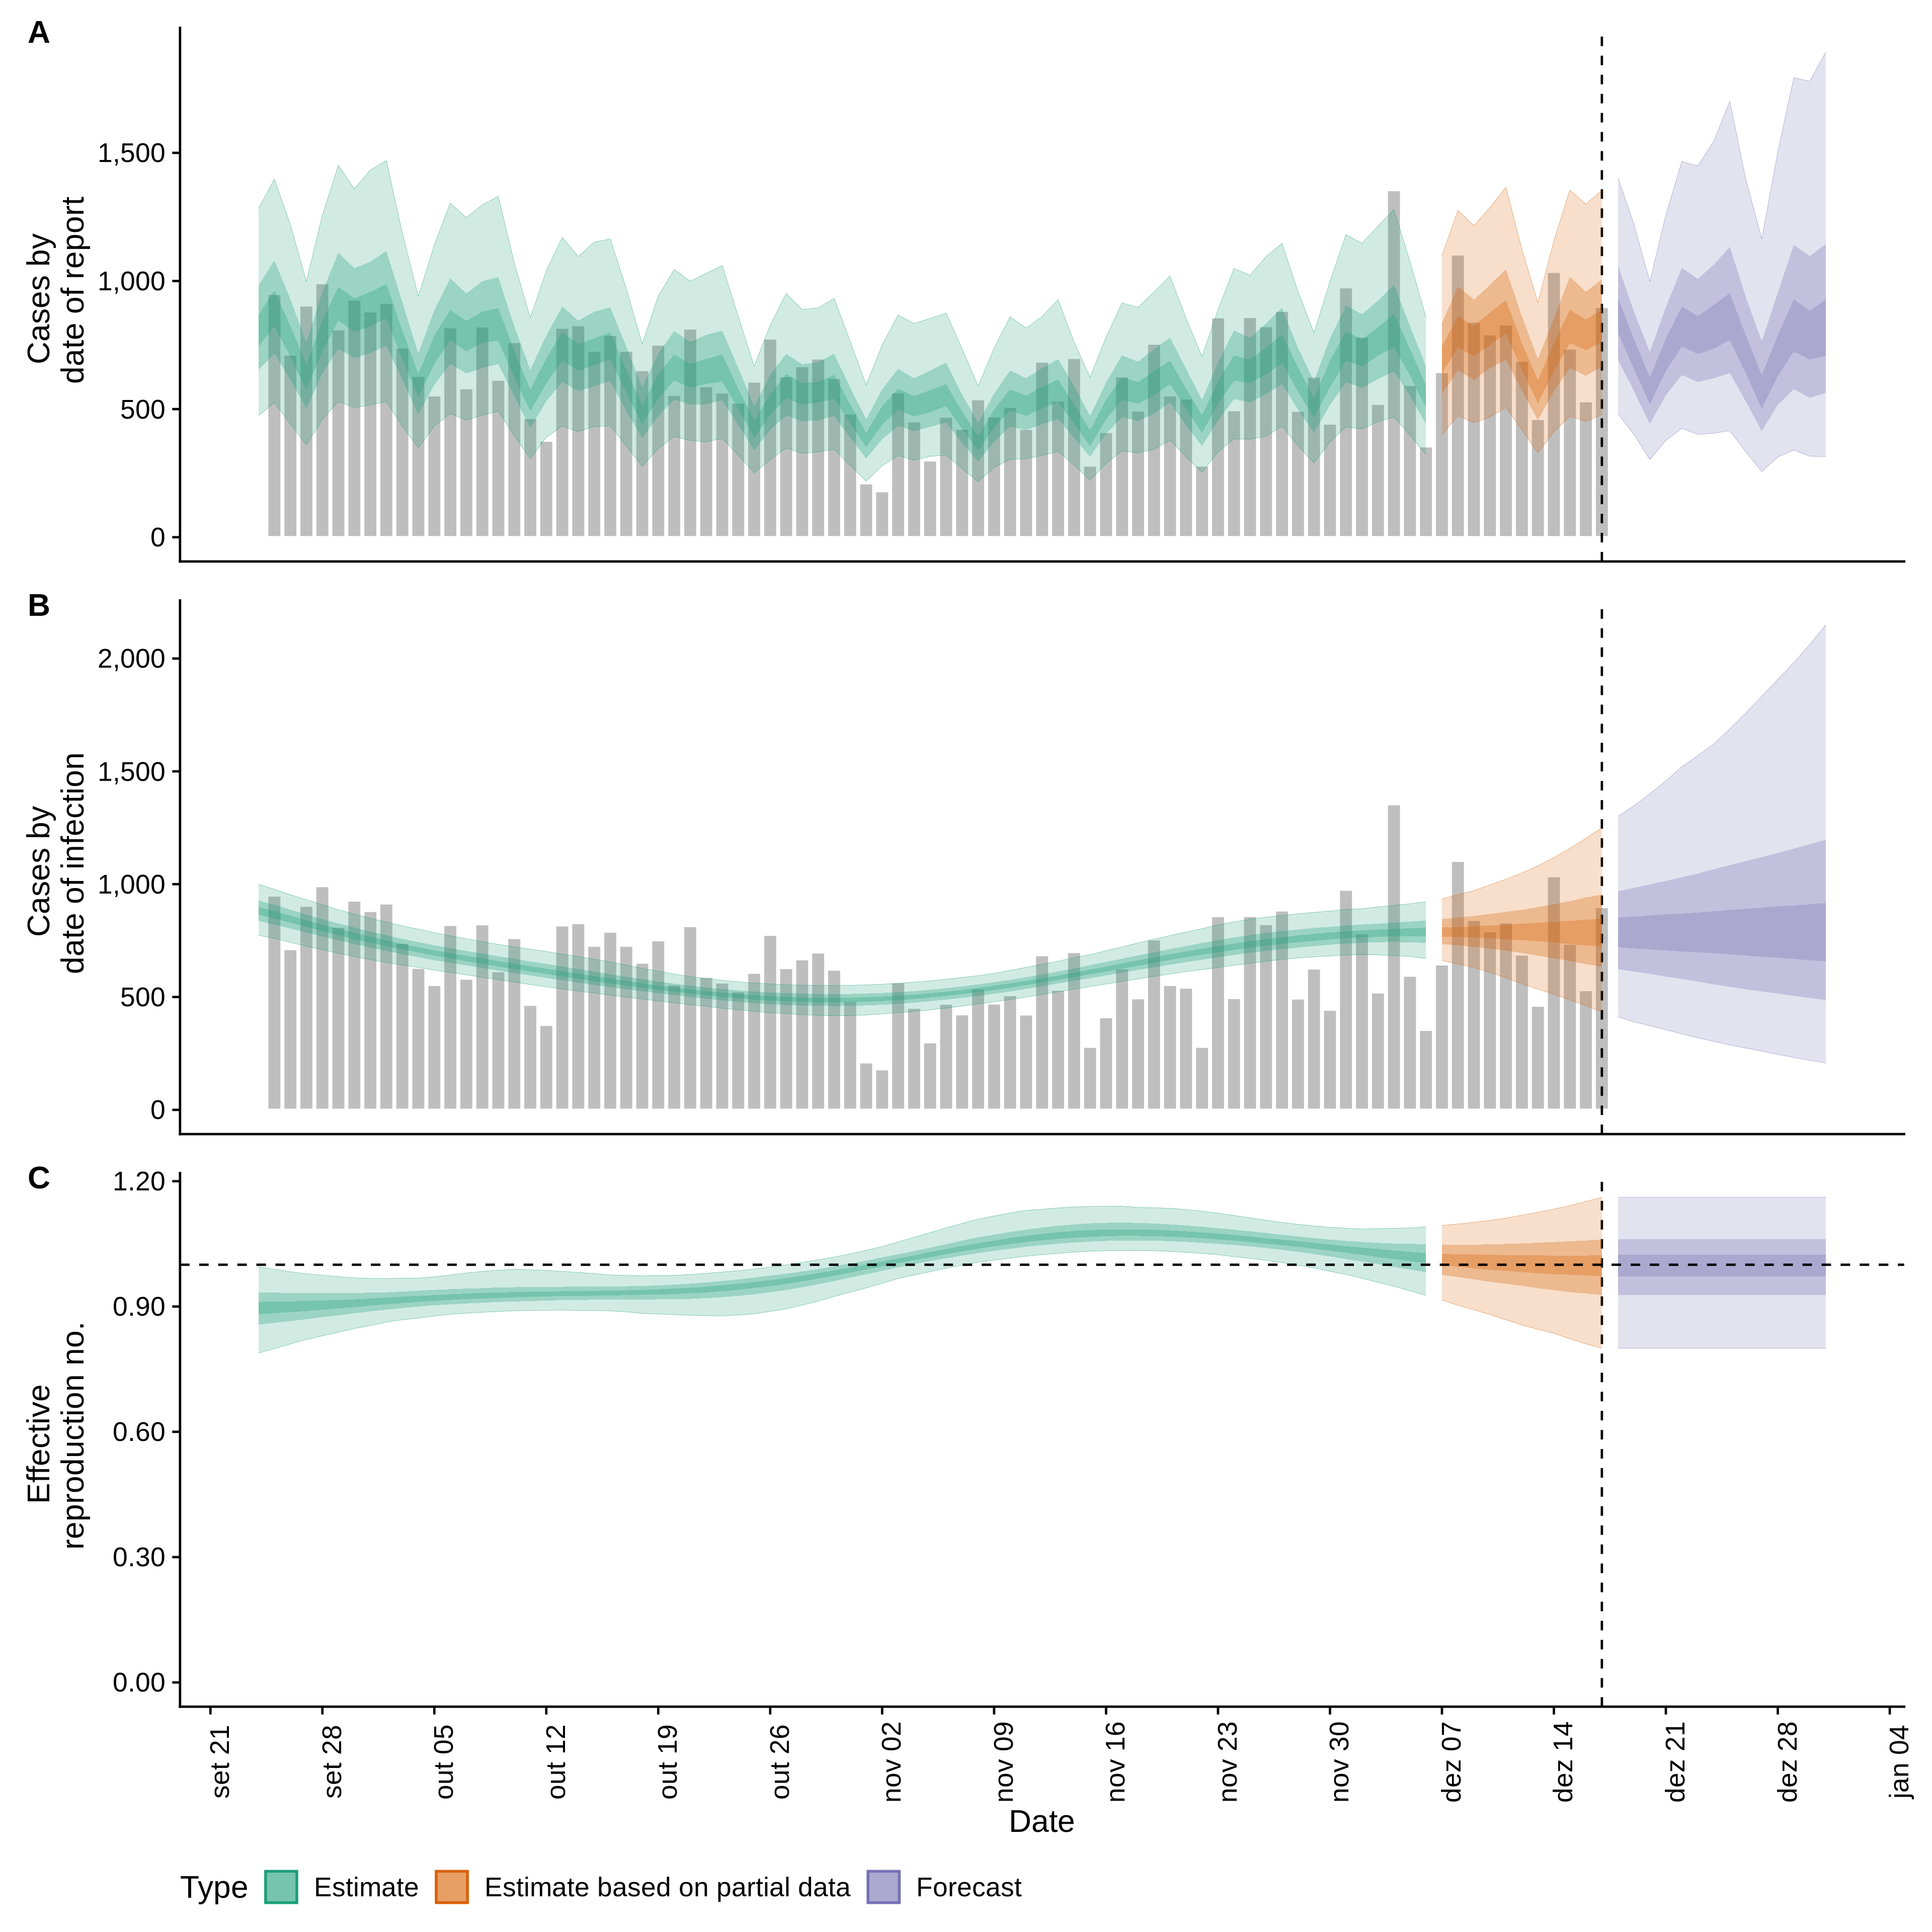 A
Cases by
date of report
1,500
1,000
500
0
B
Cases by
date of infection
2,000
1,500
1,000
500
0
C
Effective
reproduction no.
1.20
0.90
0.60
0.30
0.00
set 21
set 28
out 05
out 12
out 19
out 26
nov 02
nov 09
nov 16
nov 23
nov 30
dez 07
dez 14
dez 21
dez 28
jan 04
Date
Type Estimate Estimate based on partial data Forecast